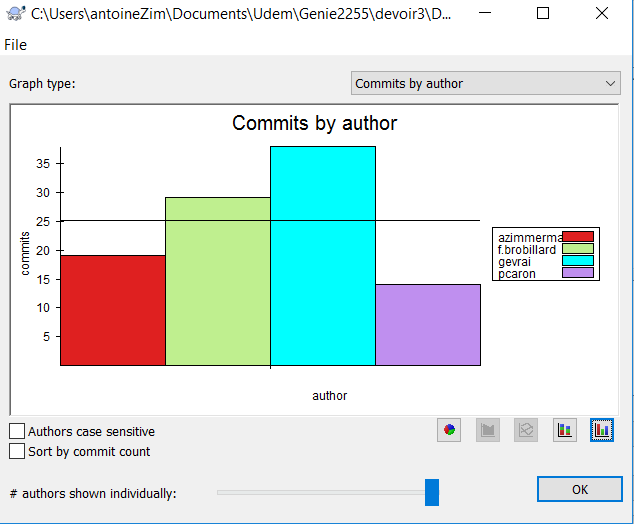 C:\Users\antoineZim\Documents\Udem\Genie2255\devoir3\D...
File
Graph type:
Commits by author
Commits by author
35
30
25
20
15
10
5
commits
author
azimmerma
f.brobillard
gevrai
pcaron
Authors case sensitive
Sort by commit count
# authors shown individually:
OK